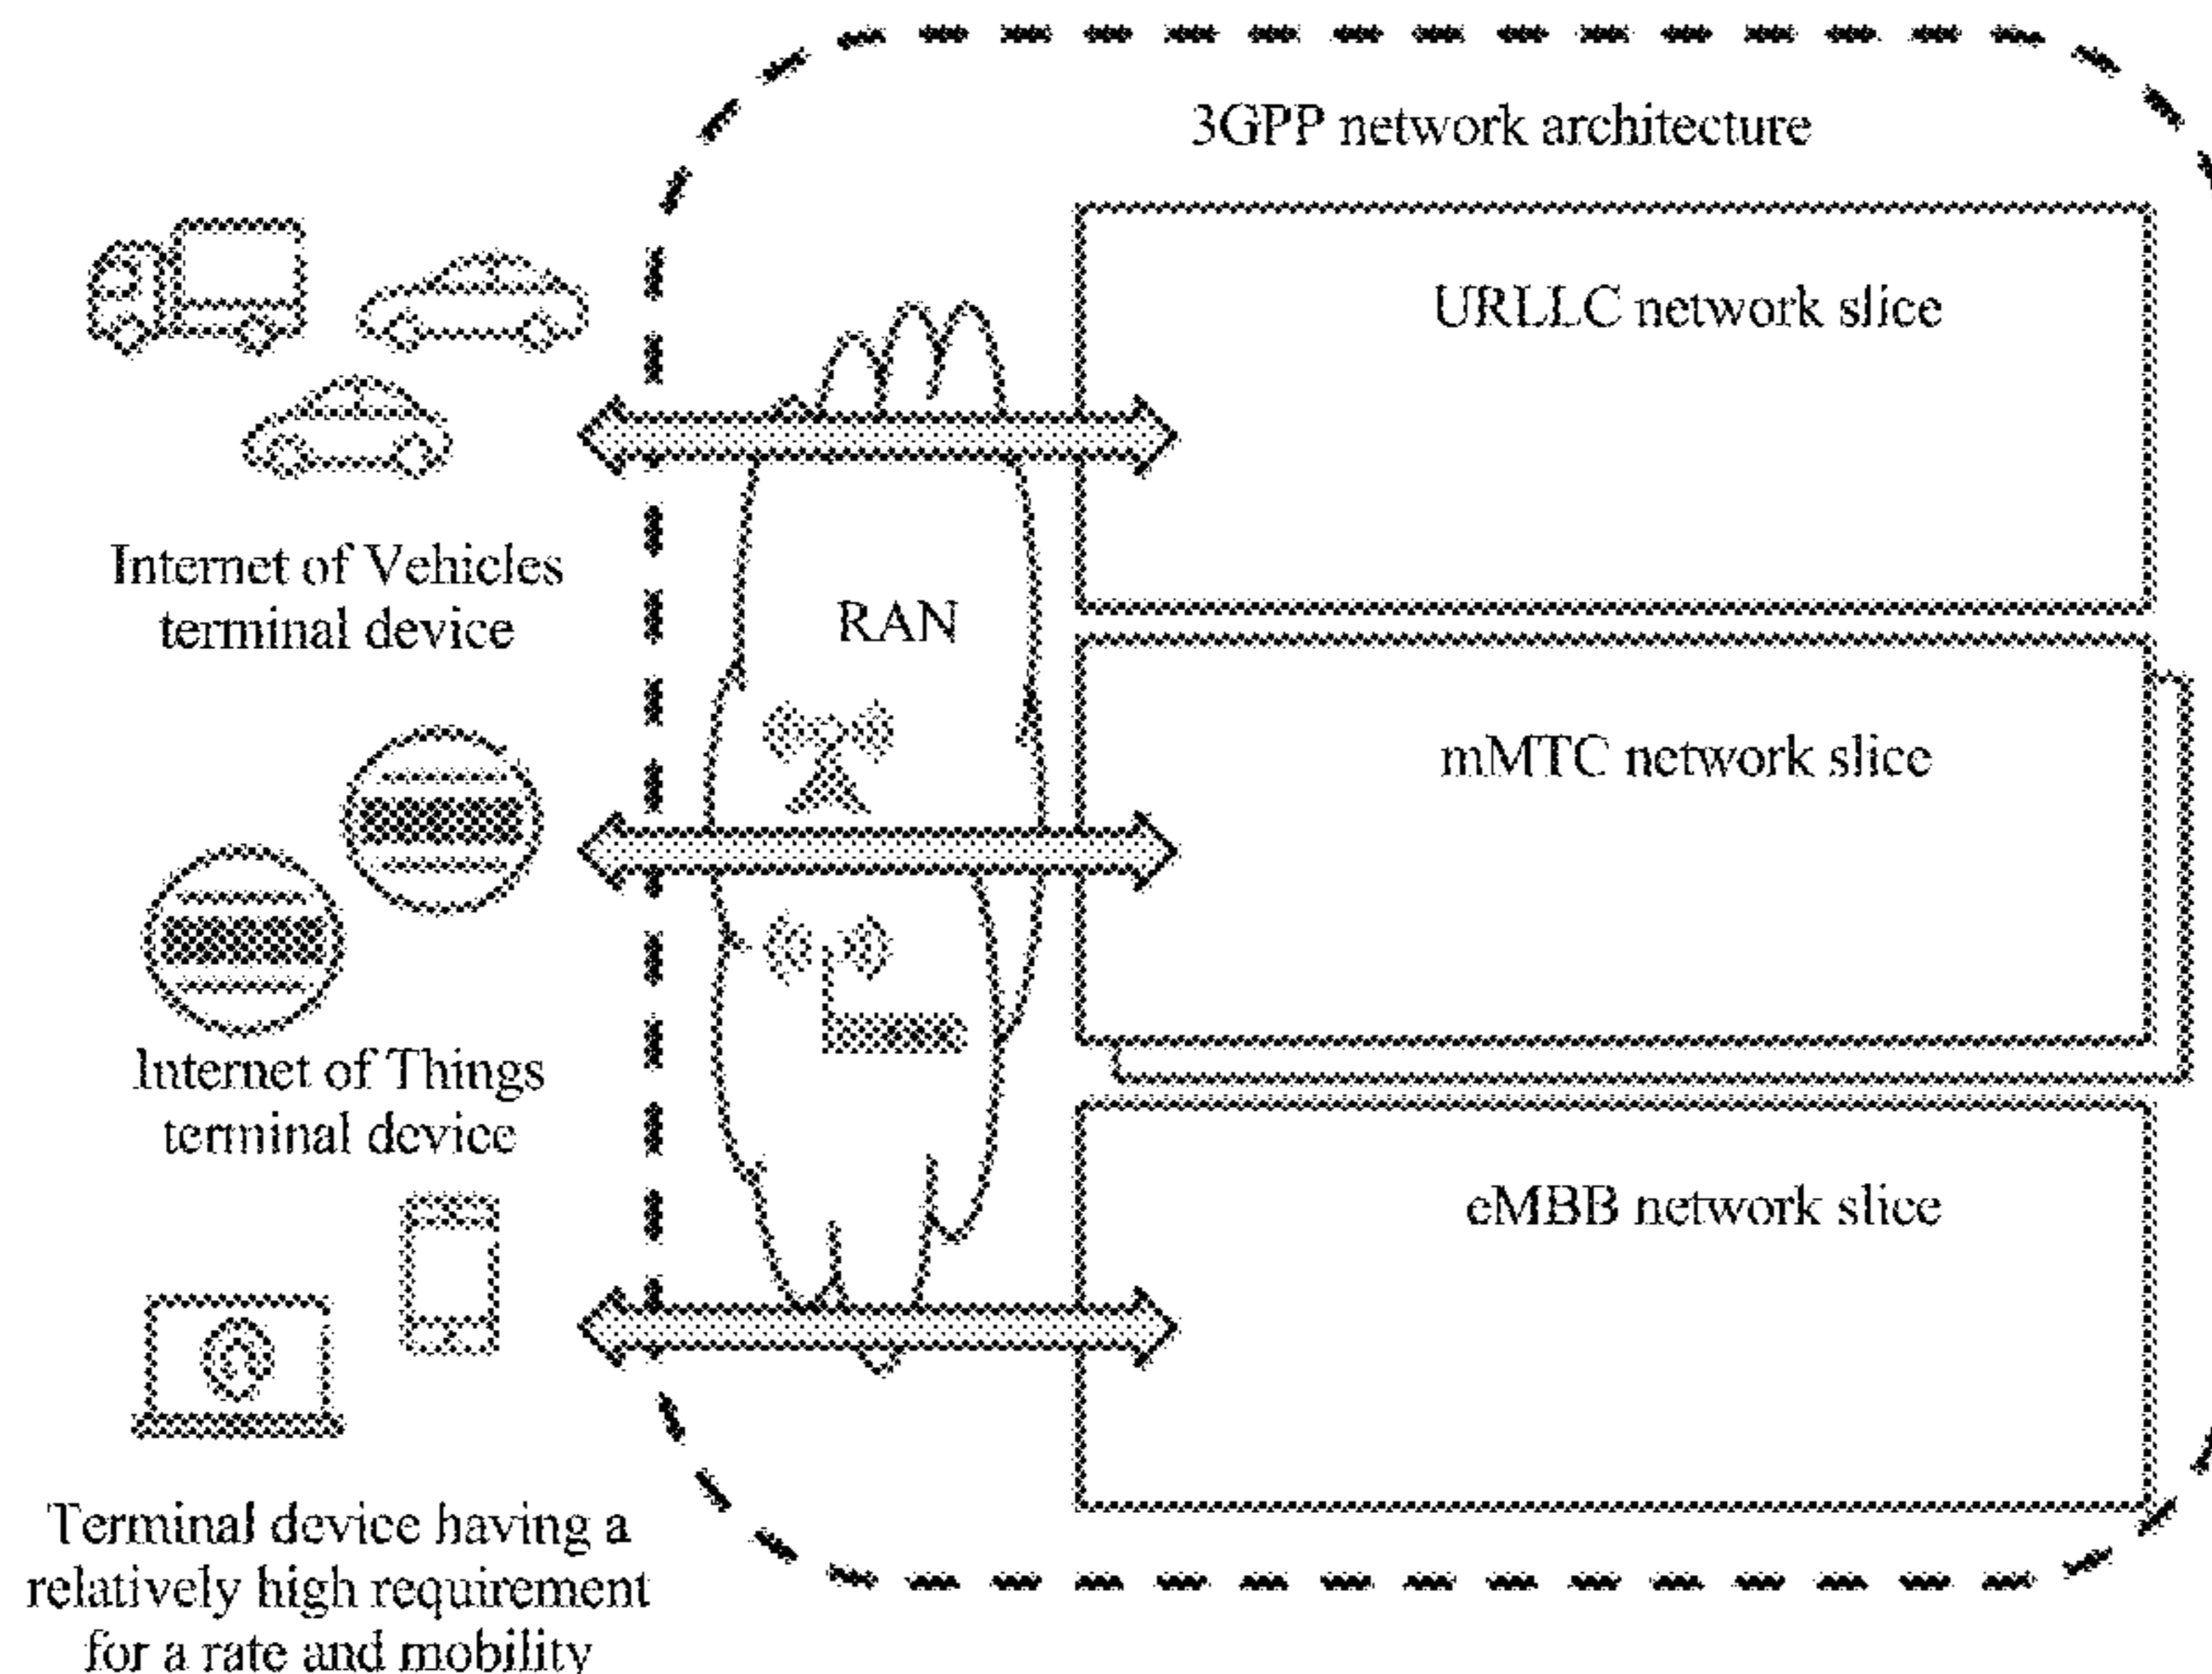 3GPP network architecture
URLLC network slice
Internet of Vehicles
terminal device
RAN
mMTC network slice
Internet of Things
terminal device
eMBB network slice
Terminal device having a
relatively high requirement
for a rate and mobility